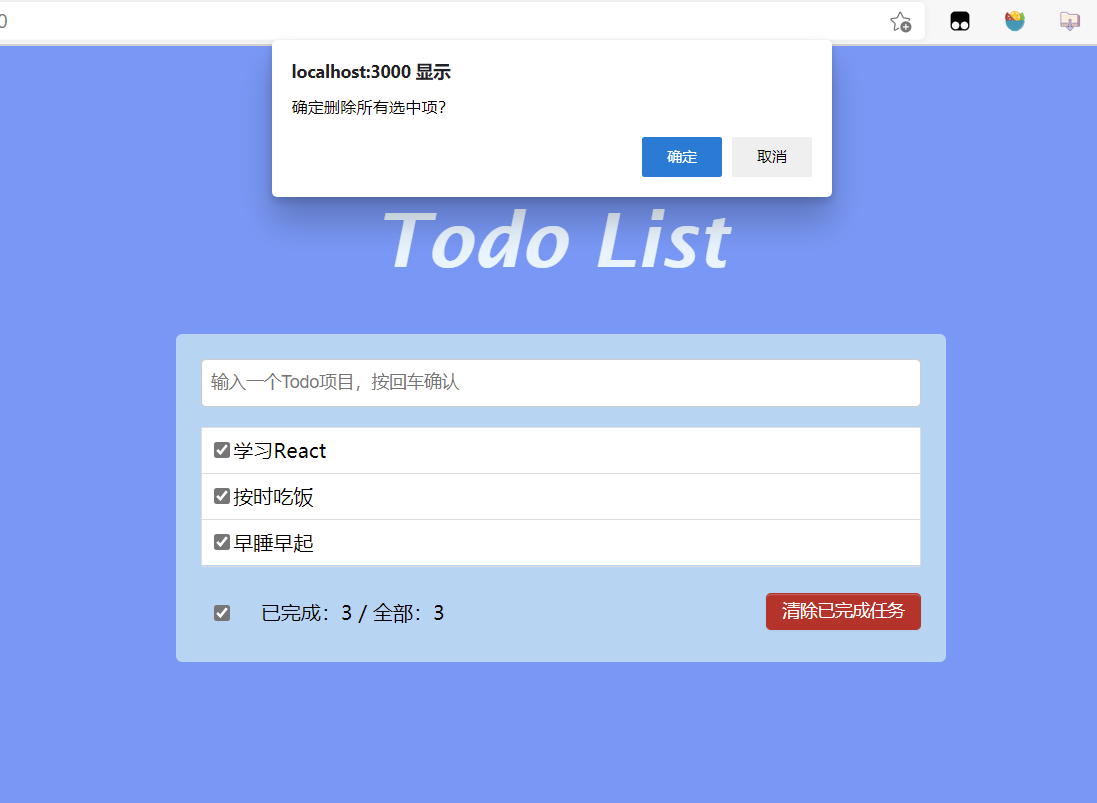 0
localhost:3000 显示
确定删除所有选中项?
确定
取消
Todo List
输入一个Todo项目，按回车确认
学习React
按时吃饭
早睡早起
已完成：3 / 全部：3
清除已完成任务